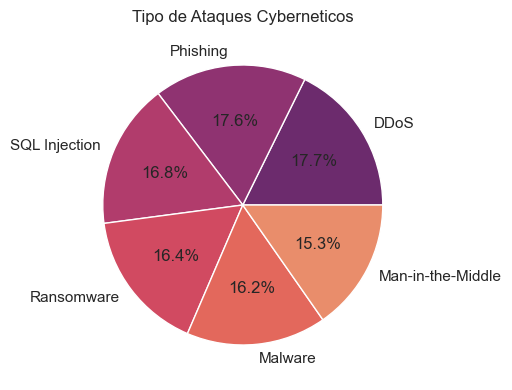 Tipo de Ataques Cyberneticos
Phishing
DDoS
17.6%
17.7%
SQL Injection
16.8%
16.4%
15.3%
16.2%
Man-in-the-Middle
Ransomware
Malware